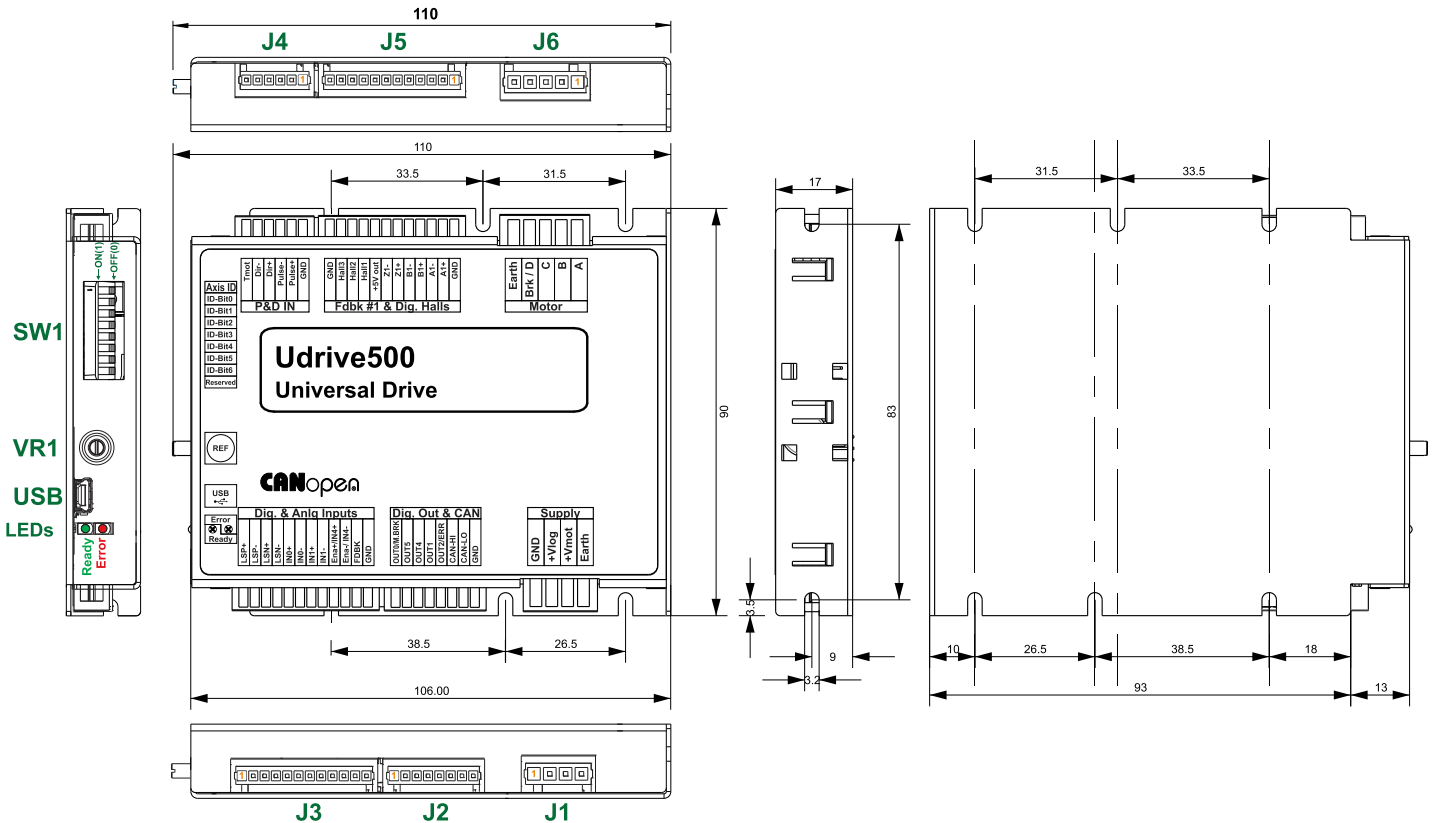 110
J4
J5
J6
1
1
1
110
33.5
31.5
17
31.5
33.5
←ON(1)
←OFF(0)
SW1
VR1
USB
LEDs
Ready
Error
Axis ID
ID-Bit0
ID-Bit1
ID-Bit2
ID-Bit3
ID-Bit4
ID-Bit5
ID-Bit6
Reserved
Tmot
Dir-
Dir+
Pulse-
Pulse+
GND
P&D IN
GND
Hall3
Hall2
Hall1
+5V out
Z1-
Z1+
B1-
B1+
A1-
A1+
GND
Fdbk #1 & Dig. Halls
Earth
Brk / D
C
B
A
Motor
Udrive500
Universal Drive
REF
USB
Error
Ready
CANopen
Dig. & Anlg Inputs
LSP+
LSP-
LSN+
LSN-
IN0+
IN0-
IN1+
IN1-
Ena+/IN4+
Ena-/ IN4-
FDBK
GND
Dig. Out & CAN
OUT0/M.BRK
OUT5
OUT4
OUT1
OUT2/ERR
CAN-HI
CAN-LO
GND
Supply
GND
+Vlog
+Vmot
Earth
90
83
3.5
9
3.2
38.5
26.5
10
26.5
38.5
18
93
13
106.00
1
1
1
J3
J2
J1